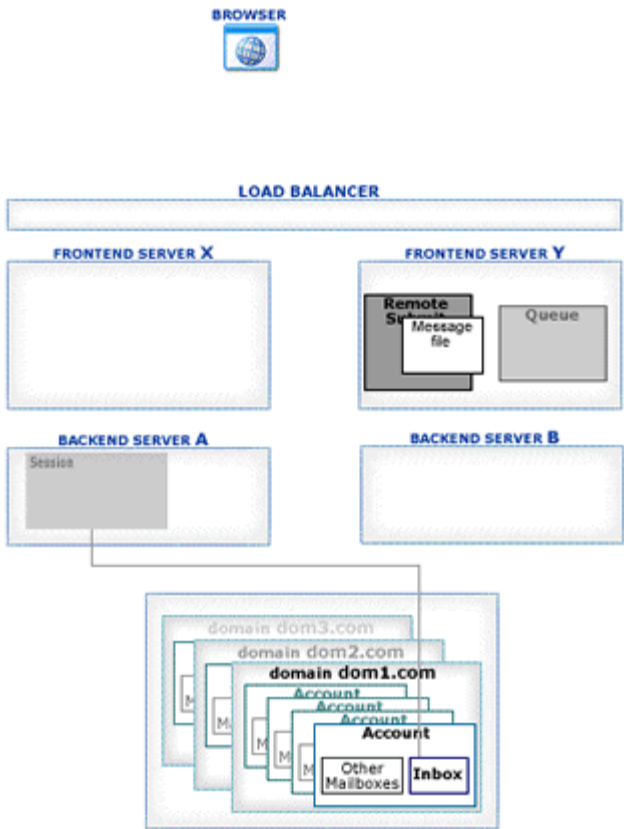 BROWSER
LOAD BALANCER
FRONTEND SERVER X
FRONTEND SERVER Y
Remote
Submit
Message
file
Queue
BACKEND SERVER A
BACKEND SERVER B
Session
domain dom3.com
domain dom2.com
domain dom1.com
Account
Account
Account
Account
M
M
M
M
M
Other
Mailboxes
Inbox